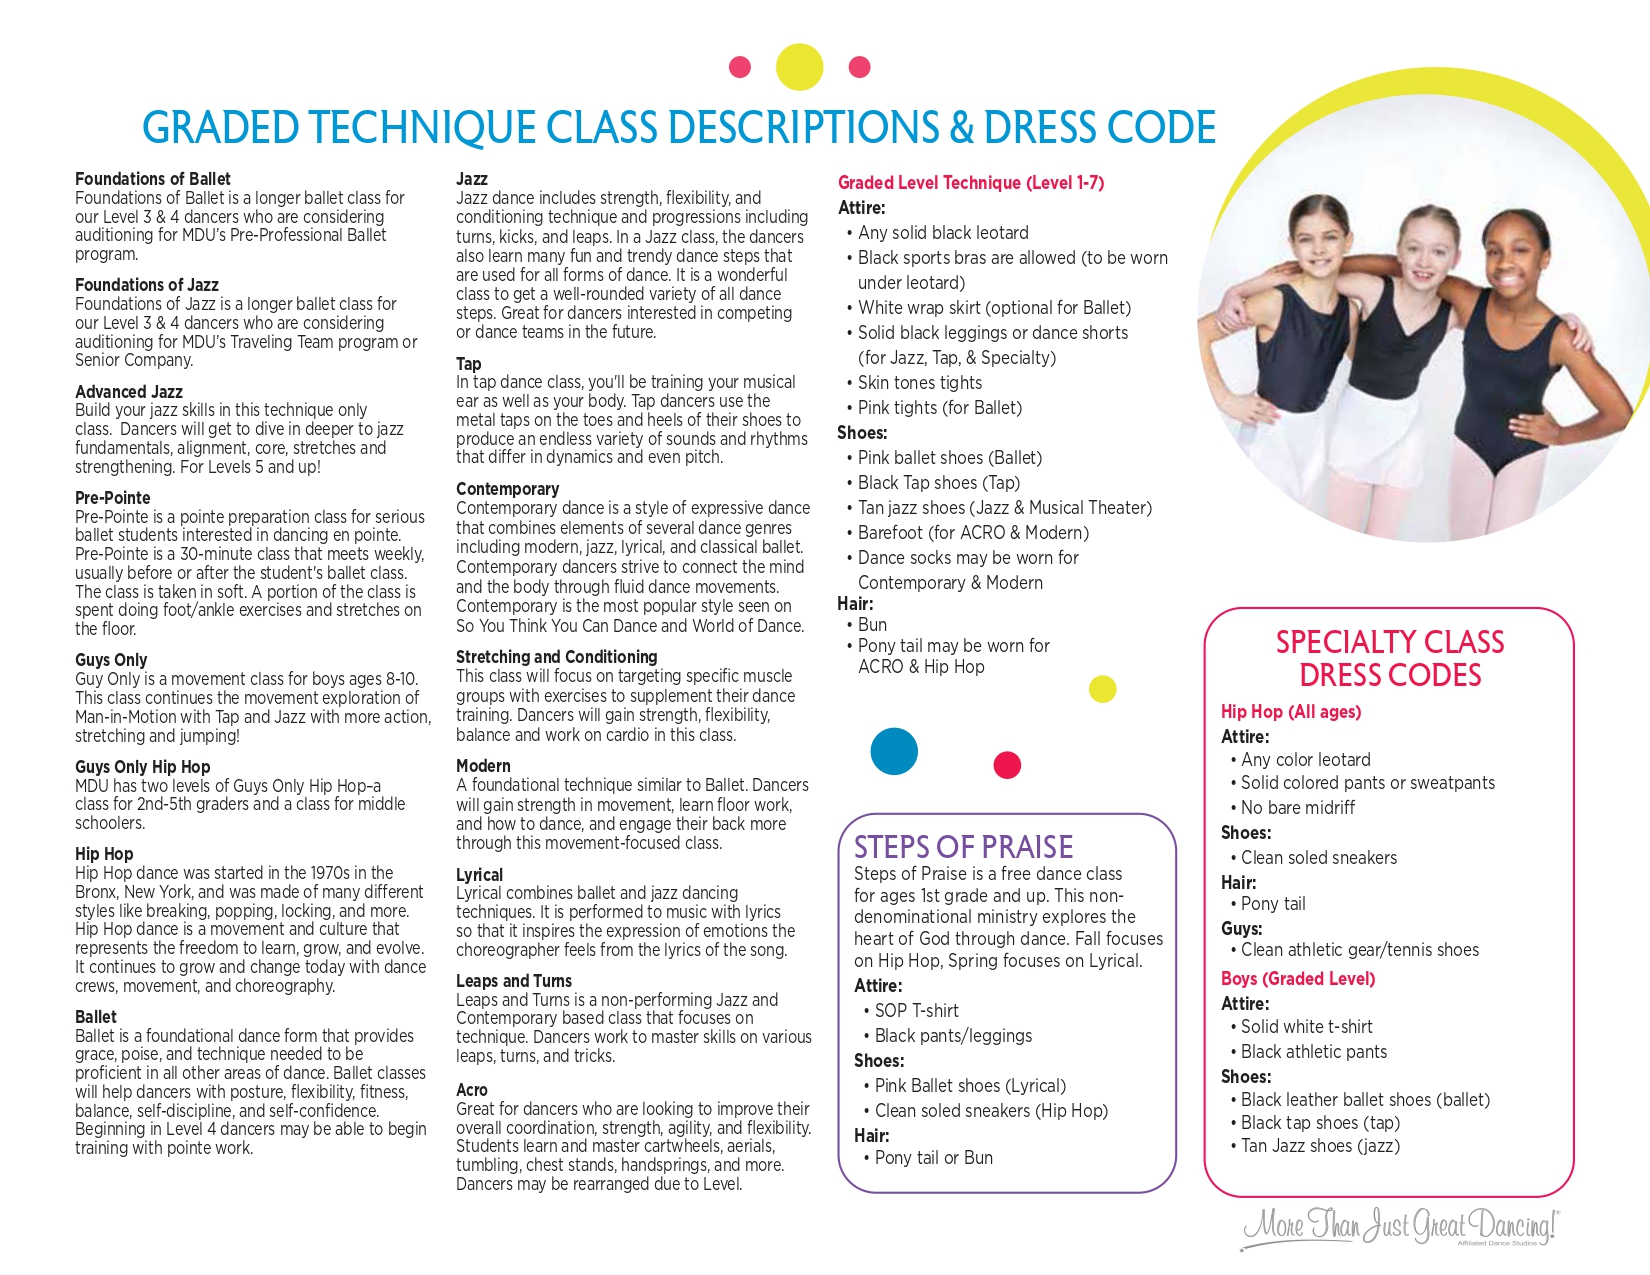 GRADED TECHNIQUE CLASS DESCRIPTIONS & DRESS CODE
Foundations of Ballet
Foundations of Ballet is a longer ballet class for
our Level 3 & 4 dancers who are considering
auditioning for MDU's Pre-Professional Ballet
program.
Foundations of Jazz
Foundations of Jazz is a longer ballet class for
our Level 3 & 4 dancers who are considering
auditioning for MDU's Traveling Team program or
Senior Company.
Advanced Jazz
Build your jazz skills in this technique only
class.  Dancers will get to dive in deeper to jazz
fundamentals, alignment, core, stretches and
strengthening. For Levels 5 and up!
Pre-Pointe
Pre-Pointe is a pointe preparation class for serious
ballet students interested in dancing en pointe.
Pre-Pointe is a 30-minute class that meets weekly,
usually before or after the student's ballet class.
The class is taken in soft. A portion of the class is
spent doing foot/ankle exercises and stretches on
the floor.
Guys Only
Guy Only is a movement class for boys ages 8-10.
This class continues the movement exploration of
Man-in-Motion with Tap and Jazz with more action,
stretching and jumping!
Guys Only Hip Hop
MDU has two levels of Guys Only Hip Hop–a
class for 2nd-5th graders and a class for middle
schoolers.
Hip Hop
Hip Hop dance was started in the 1970s in the
Bronx, New York, and was made of many different
styles like breaking, popping, locking, and more.
Hip Hop dance is a movement and culture that
represents the freedom to learn, grow, and evolve.
It continues to grow and change today with dance
crews, movement, and choreography.
Ballet
Ballet is a foundational dance form that provides
grace, poise, and technique needed to be
proficient in all other areas of dance. Ballet classes
will help dancers with posture, flexibility, fitness,
balance, self-discipline, and self-confidence.
Beginning in Level 4 dancers may be able to begin
training with pointe work.
Jazz
Jazz dance includes strength, flexibility, and
conditioning technique and progressions including
turns, kicks, and leaps. In a Jazz class, the dancers
also learn many fun and trendy dance steps that
are used for all forms of dance. It is a wonderful
class to get a well-rounded variety of all dance
steps. Great for dancers interested in competing
or dance teams in the future.
Tap
In tap dance class, you'll be training your musical
ear as well as your body. Tap dancers use the
metal taps on the toes and heels of their shoes to
produce an endless variety of sounds and rhythms
that differ in dynamics and even pitch.
Contemporary
Contemporary dance is a style of expressive dance
that combines elements of several dance genres
including modern, jazz, lyrical, and classical ballet.
Contemporary dancers strive to connect the mind
and the body through fluid dance movements.
Contemporary is the most popular style seen on
So You Think You Can Dance and World of Dance.
Stretching and Conditioning
This class will focus on targeting specific muscle
groups with exercises to supplement their dance
training. Dancers will gain strength, flexibility,
balance and work on cardio in this class.
Modern
A foundational technique similar to Ballet. Dancers
will gain strength in movement, learn floor work,
and how to dance, and engage their back more
through this movement-focused class.
Lyrical
Lyrical combines ballet and jazz dancing
techniques. It is performed to music with lyrics
so that it inspires the expression of emotions the
choreographer feels from the lyrics of the song.
Leaps and Turns
Leaps and Turns is a non-performing Jazz and
Contemporary based class that focuses on
technique. Dancers work to master skills on various
leaps, turns, and tricks.
Acro
Great for dancers who are looking to improve their
overall coordination, strength, agility, and flexibility.
Students learn and master cartwheels, aerials,
tumbling, chest stands, handsprings, and more.
Dancers may be rearranged due to Level.
Graded Level Technique (Level 1-7)
Attire:
• Any solid black leotard
• Black sports bras are allowed (to be worn
under leotard)
• White wrap skirt (optional for Ballet)
• Solid black leggings or dance shorts
(for Jazz, Tap, & Specialty)
• Skin tones tights
• Pink tights (for Ballet)
Shoes:
• Pink ballet shoes (Ballet)
• Black Tap shoes (Tap)
• Tan jazz shoes (Jazz & Musical Theater)
• Barefoot (for ACRO & Modern)
• Dance socks may be worn for
Contemporary & Modern
Hair:
• Bun
• Pony tail may be worn for
ACRO & Hip Hop
STEPS OF PRAISE
Steps of Praise is a free dance class
for ages 1st grade and up. This non-
denominational ministry explores the
heart of God through dance. Fall focuses
on Hip Hop, Spring focuses on Lyrical.
Attire:
• SOP T-shirt
• Black pants/leggings
Shoes:
• Pink Ballet shoes (Lyrical)
• Clean soled sneakers (Hip Hop)
Hair:
• Pony tail or Bun
SPECIALTY CLASS
DRESS CODES
Hip Hop (All ages)
Attire:
• Any color leotard
• Solid colored pants or sweatpants
• No bare midriff
Shoes:
• Clean soled sneakers
Hair:
• Pony tail
Guys:
• Clean athletic gear/tennis shoes
Boys (Graded Level)
Attire:
• Solid white t-shirt
• Black athletic pants
Shoes:
• Black leather ballet shoes (ballet)
• Black tap shoes (tap)
• Tan Jazz shoes (jazz)
More Than Just Great Dancing!®
Affiliated Dance Studios